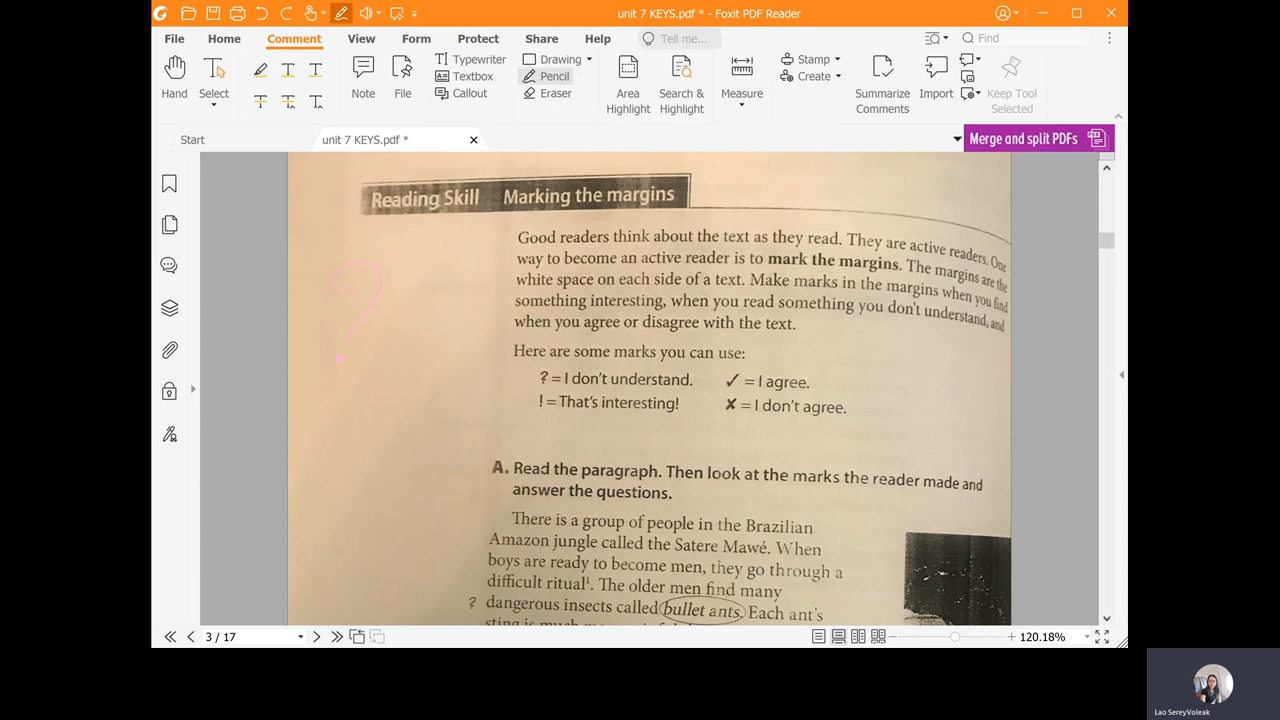 unit 7 KEYS.pdf * - Foxit PDF Reader
File Home Comment View Form Protect Share Help Tell me... Find
Hand
Select
Note
File
Typewriter
Textbox
Callout
Drawing
Pencil
Eraser
Area
Highlight
Search &
Highlight
Measure
Stamp
Create
Summarize
Comments
Import
Keep Tool
Selected
Start
unit 7 KEYS.pdf *
Merge and split PDFs
Reading Skill Marking the margins
?
Good readers think about the text as they read. They are active readers. One
way to become an active reader is to mark the margins. The margins are the
white space on each side of a text. Make marks in the margins when you find
something interesting, when you read something you don't understand, and
when you agree or disagree with the text.
Here are some marks you can use:
? = I don't understand. ✓ = I agree.
! = That's interesting! ✘ = I don't agree.
A. Read the paragraph. Then look at the marks the reader made and
answer the questions.
There is a group of people in the Brazilian
Amazon jungle called the Satere Mawé. When
boys are ready to become men, they go through a
difficult ritual¹. The older men find many
? dangerous insects called bullet ants. Each ant's
sting is much
3 / 17
120.18%
Lao SereyVoleak